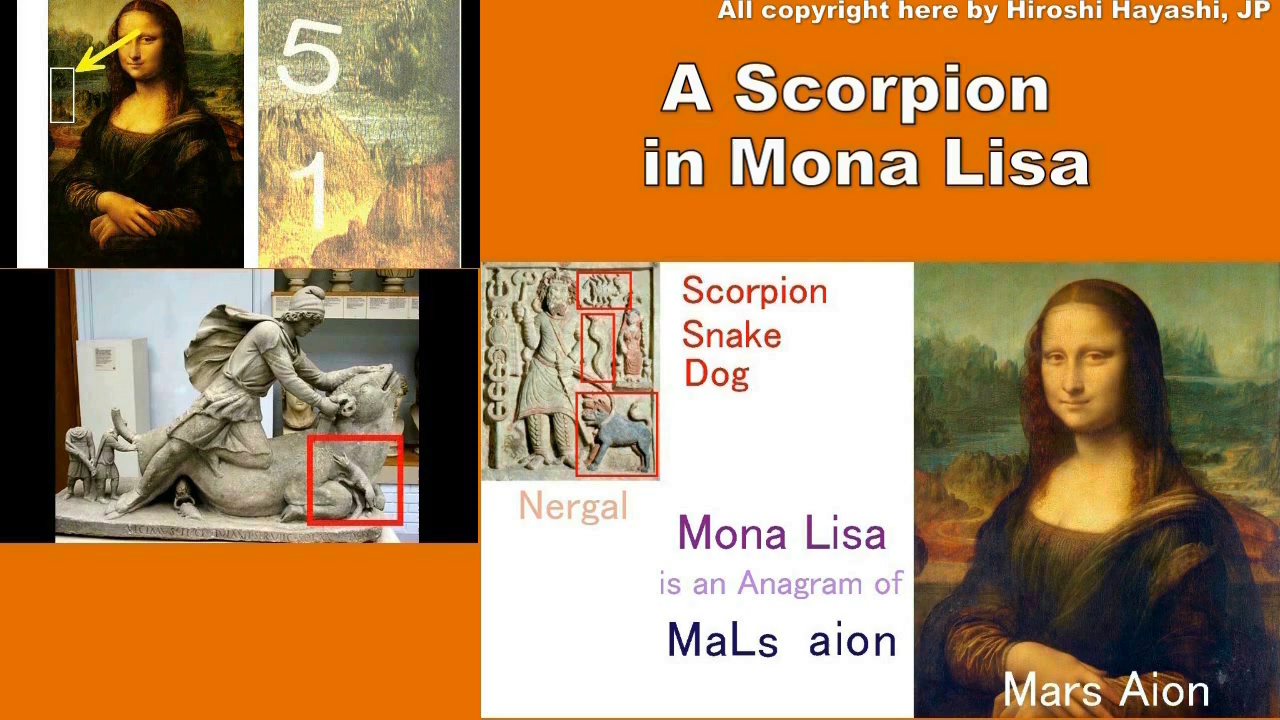 All copyright here by Hiroshi Hayashi, JP
A Scorpion
in Mona Lisa
5
1
Scorpion
Snake
Dog
Nergal
Mona Lisa
is an Anagram of
MaLs aion
Mars Aion